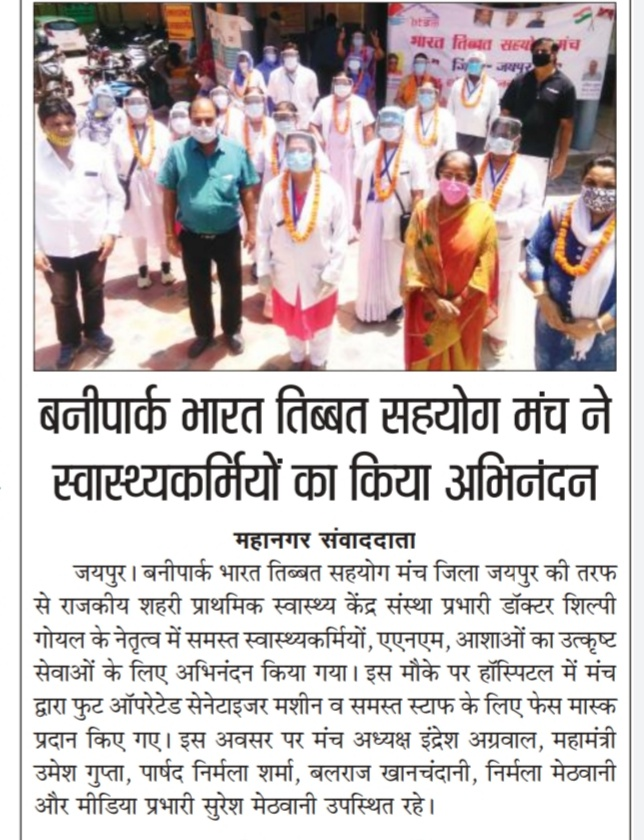 btsm
भारत तिब्बत सहयोग मंच
जयपुर
बनीपार्क भारत तिब्बत सहयोग मंच ने
स्वास्थ्यकर्मियों का किया अभिनंदन
महानगर संवाददाता
जयपुर। बनीपार्क भारत तिब्बत सहयोग मंच जिला जयपुर की तरफ
से राजकीय शहरी प्राथमिक स्वास्थ्य केंद्र संस्था प्रभारी डॉक्टर शिल्पी
गोयल के नेतृत्व में समस्त स्वास्थ्यकर्मियों, एएनएम, आशाओं का उत्कृष्ट
सेवाओं के लिए अभिनंदन किया गया। इस मौके पर हॉस्पिटल में मंच
द्वारा फुट ऑपरेटेड सेनेटाइजर मशीन व समस्त स्टाफ के लिए फेस मास्क
प्रदान किए गए। इस अवसर पर मंच अध्यक्ष इंद्रेश अग्रवाल, महामंत्री
उमेश गुप्ता, पार्षद निर्मला शर्मा, बलराज खानचंदानी, निर्मला मेठवानी
और मीडिया प्रभारी सुरेश मेठवानी उपस्थित रहे।